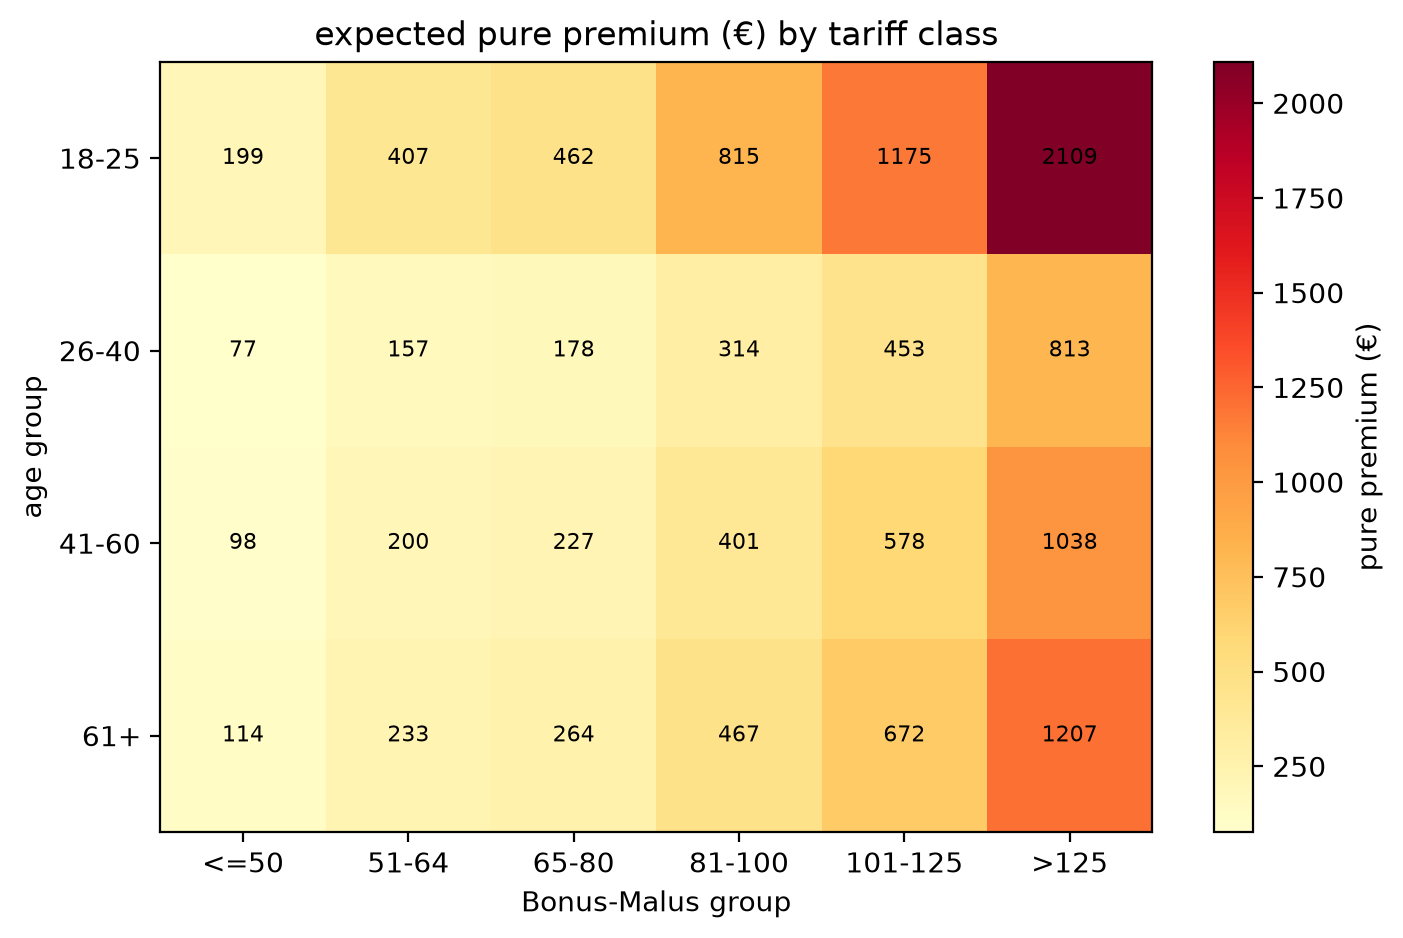 expected pure premium (€) by tariff class
18-25 199 407 462 815 1175 2109
26-40 77 157 178 314 453 813
41-60 98 200 227 401 578 1038
61+ 114 233 264 467 672 1207
<=50 51-64 65-80 81-100 101-125 >125
Bonus-Malus group
age group
2000
1750
1500
1250
1000
750
500
250
pure premium (€)